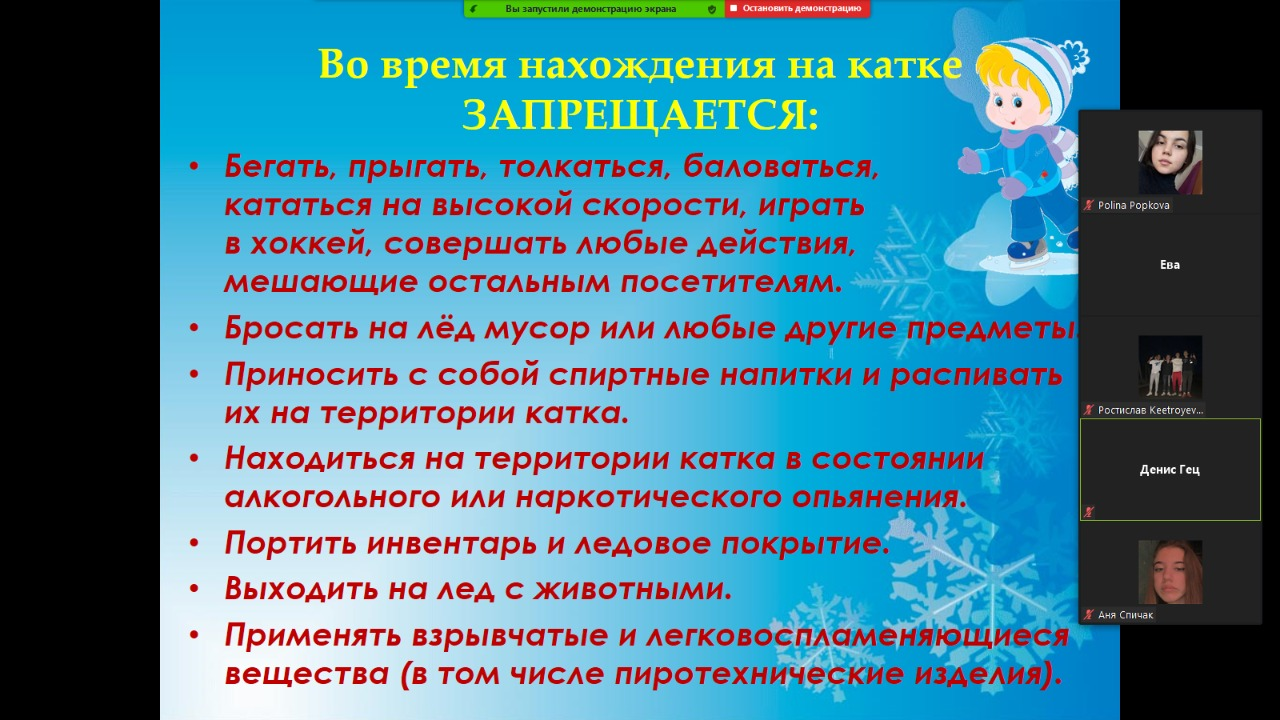 Вы запустили демонстрацию экрана
Остановить демонстрацию
Во время нахождения на катке
ЗАПРЕЩАЕТСЯ:
• Бегать, прыгать, толкаться, баловаться,
кататься на высокой скорости, играть
в хоккей, совершать любые действия,
мешающие остальным посетителям.
• Бросать на лёд мусор или любые другие предметы.
• Приносить с собой спиртные напитки и распивать
их на территории катка.
• Находиться на территории катка в состоянии
алкогольного или наркотического опьянения.
• Портить инвентарь и ледовое покрытие.
• Выходить на лед с животными.
• Применять взрывчатые и легковоспламеняющиеся
вещества (в том числе пиротехнические изделия).
Polina Popkova
Ева
Ростислав Keetroyev...
Денис Гец
Аня Спичак